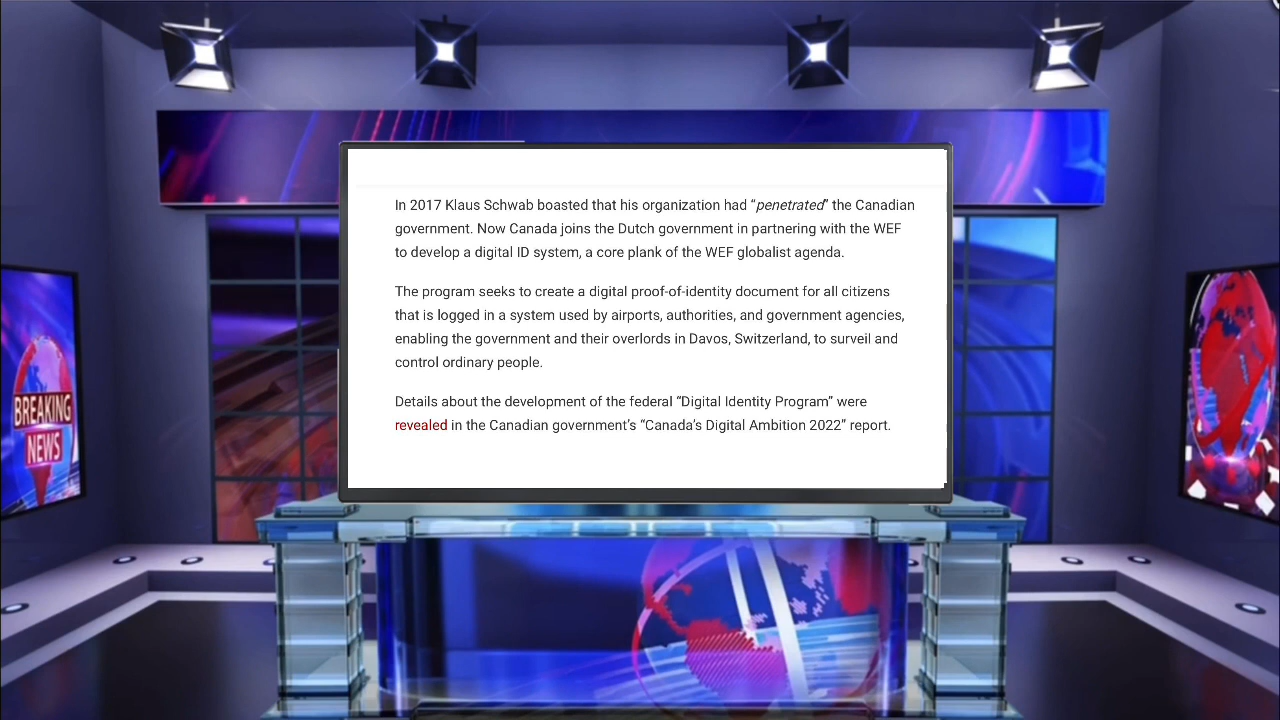 In 2017 Klaus Schwab boasted that his organization had “penetrated” the Canadian
government. Now Canada joins the Dutch government in partnering with the WEF
to develop a digital ID system, a core plank of the WEF globalist agenda.
The program seeks to create a digital proof-of-identity document for all citizens
that is logged in a system used by airports, authorities, and government agencies,
enabling the government and their overlords in Davos, Switzerland, to surveil and
control ordinary people.
Details about the development of the federal “Digital Identity Program” were
revealed in the Canadian government’s “Canada’s Digital Ambition 2022” report.
BREAKING
NEWS